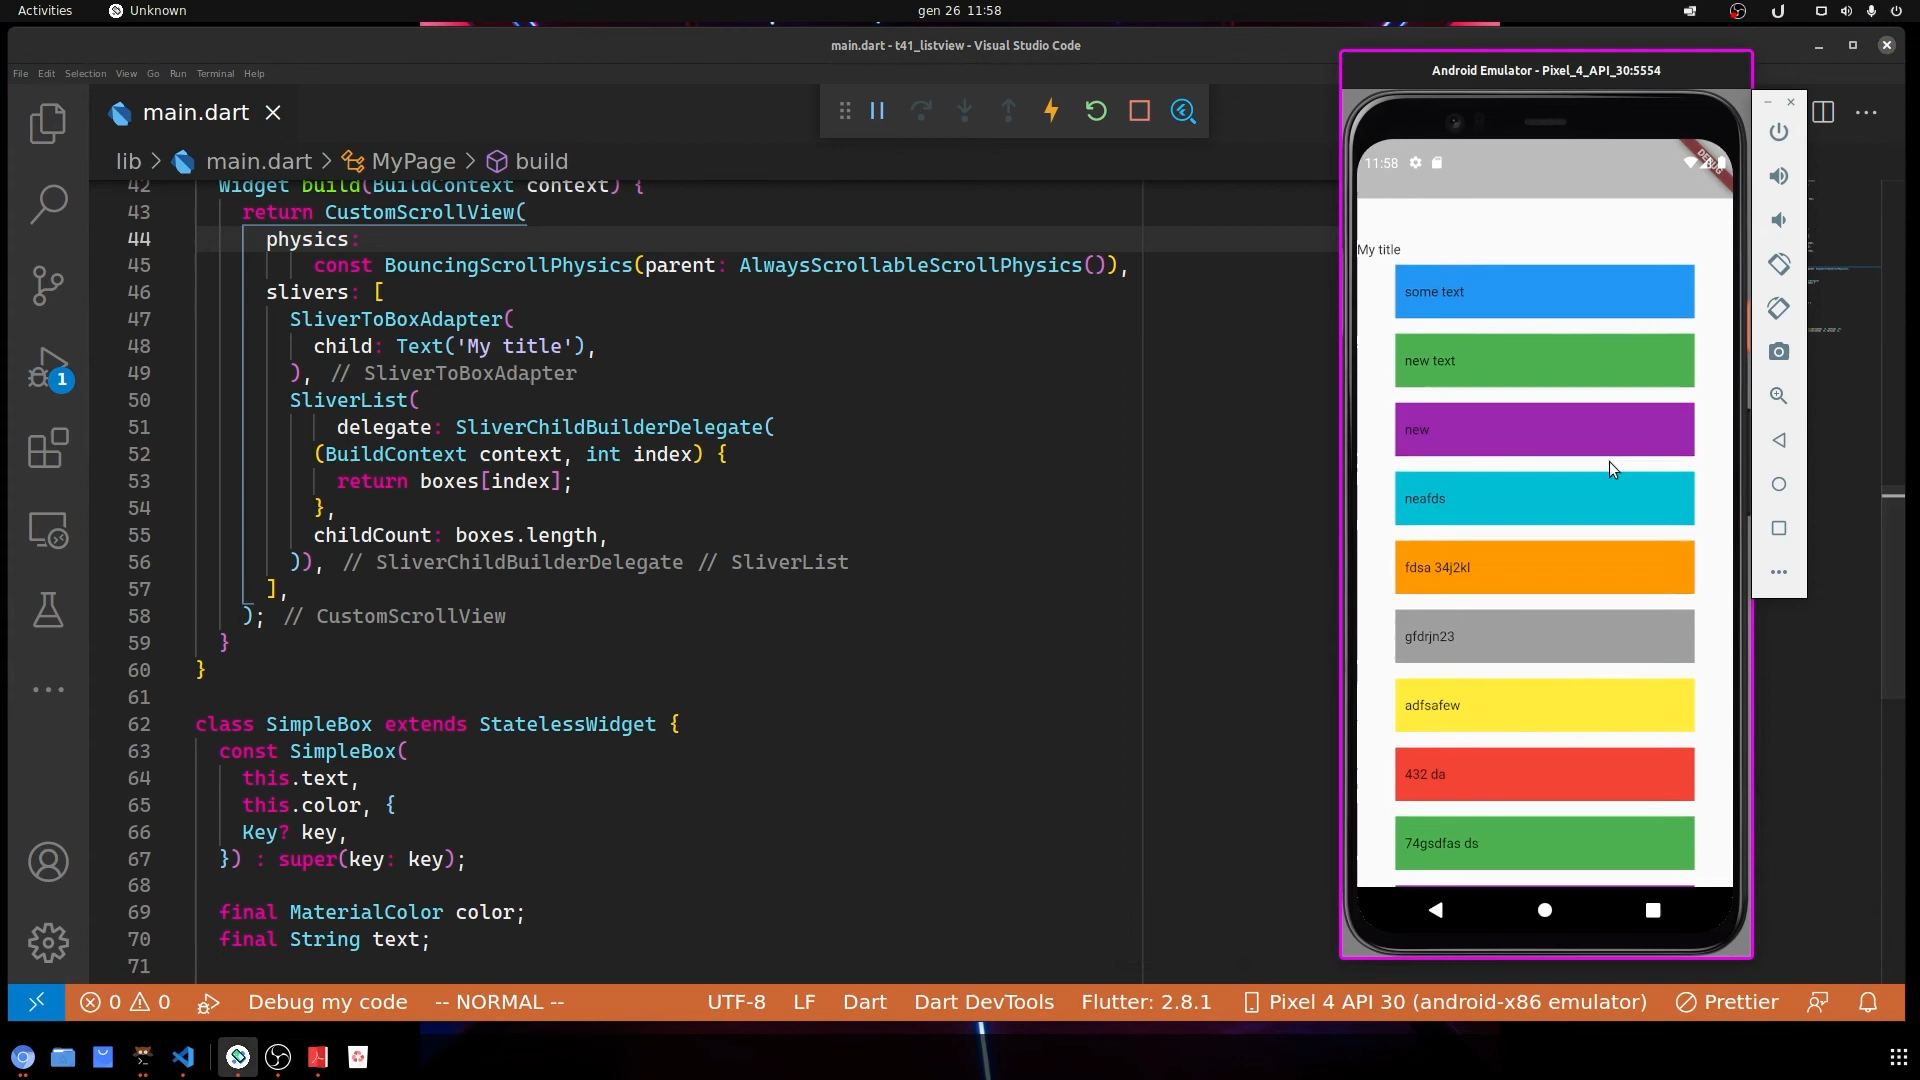 Activities
Unknown
gen 26 11:58
main.dart - t41_listview - Visual Studio Code
File Edit Selection View Go Run Terminal Help
main.dart
lib > main.dart > MyPage > build
42 Widget build(BuildContext context) {
43 return CustomScrollView(
44 physics:
45 const BouncingScrollPhysics(parent: AlwaysScrollableScrollPhysics()),
46 slivers: [
47 SliverToBoxAdapter(
48 child: Text('My title'),
49 ), // SliverToBoxAdapter
50 SliverList(
51 delegate: SliverChildBuilderDelegate(
52 (BuildContext context, int index) {
53 return boxes[index];
54 },
55 childCount: boxes.length,
56 )), // SliverChildBuilderDelegate // SliverList
57 ],
58 ); // CustomScrollView
59 }
60 }
61
62 class SimpleBox extends StatelessWidget {
63 const SimpleBox(
64 this.text,
65 this.color, {
66 Key? key,
67 }) : super(key: key);
68
69 final MaterialColor color;
70 final String text;
71
1
Android Emulator - Pixel_4_API_30:5554
11:58
DEBUG
My title
some text
new text
new
neafds
fdsa 34j2kl
gfdrjn23
adfsafew
432 da
74gsdfas ds
0 0 Debug my code -- NORMAL -- UTF-8 LF Dart Dart DevTools Flutter: 2.8.1 Pixel 4 API 30 (android-x86 emulator) Prettier